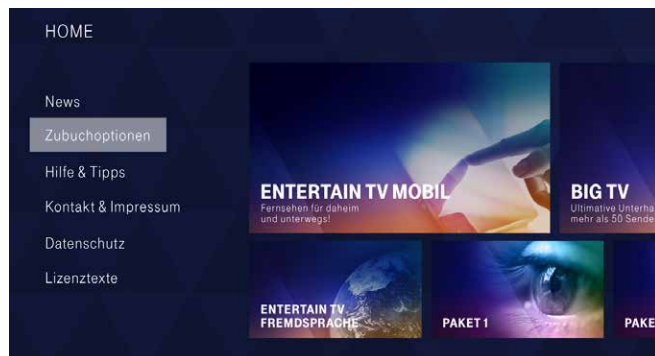 HOME
News
Zubuchoptionen
Hilfe & Tipps
Kontakt & Impressum
Datenschutz
Lizenztexte
ENTERTAIN TV MOBIL
Fernsehen für daheim
und unterwegs!
BIG TV
Ultimative Unterha
mehr als 50 Sende
ENTERTAIN TV
FREMDSPRACHE
PAKET 1
PAKE